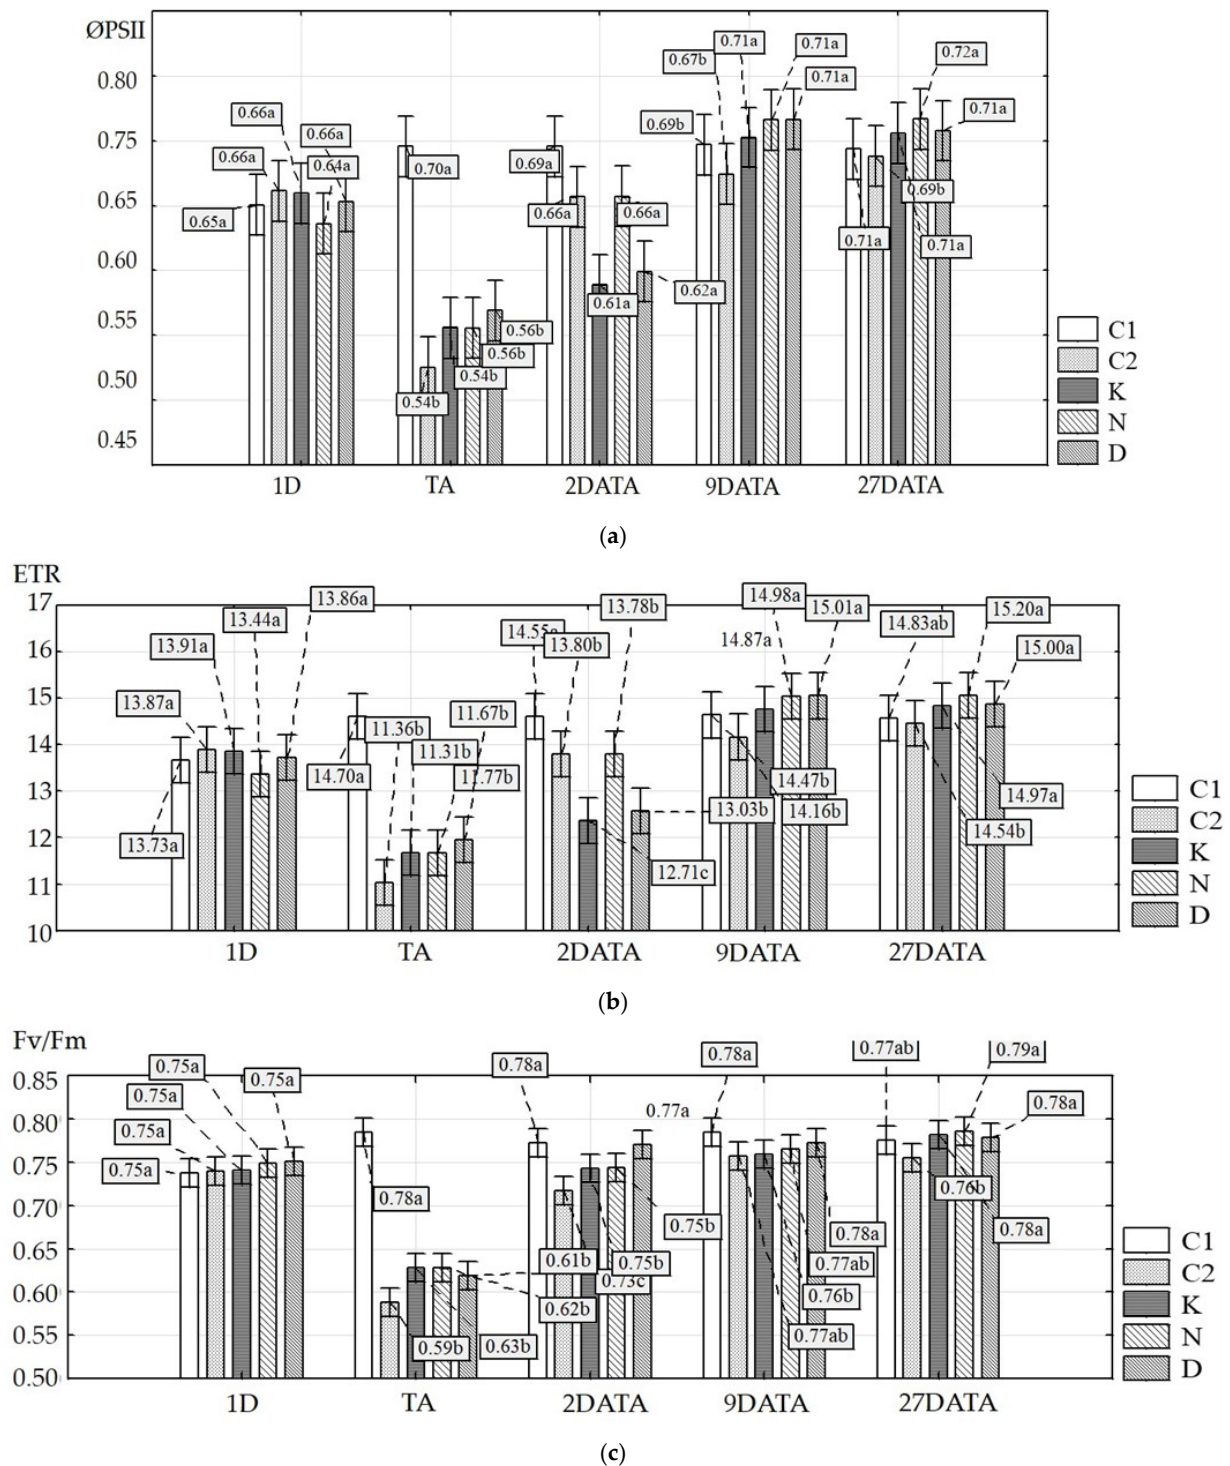 ØPSII
0.80
0.75
0.65
0.60
0.55
0.50
0.45
0.65a
0.66a
0.66a
0.64a
0.66a
0.70a
0.54b
0.54b
0.56b
0.56b
0.69a
0.66a
0.61a
0.66a
0.62a
0.69b
0.67b
0.71a
0.71a
0.71a
0.71a
0.69b
0.71a
0.72a
0.71a
C1
C2
K
N
D
1D TA 2DATA 9DATA 27DATA
(a)
ETR
17
16
15
14
13
12
11
10
13.73a
13.87a
13.91a
13.44a
13.86a
14.70a
11.36b
11.31b
11.67b
11.77b
14.55a
13.80b
12.71c
13.78b
13.03b
14.47b
14.16b
14.87a
14.98a
15.01a
14.83ab
14.54b
14.97a
15.20a
15.00a
C1
C2
K
N
D
1D TA 2DATA 9DATA 27DATA
(b)
Fv/Fm
0.85
0.80
0.75
0.70
0.65
0.60
0.55
0.50
0.75a
0.75a
0.75a
0.75a
0.75a
0.78a
0.59b
0.63b
0.62b
0.61b
0.78a
0.73c
0.75b
0.75b
0.77a
0.78a
0.77ab
0.76b
0.77ab
0.78a
0.77ab
0.76b
0.78a
0.79a
0.78a
C1
C2
K
N
D
1D TA 2DATA 9DATA 27DATA
(c)